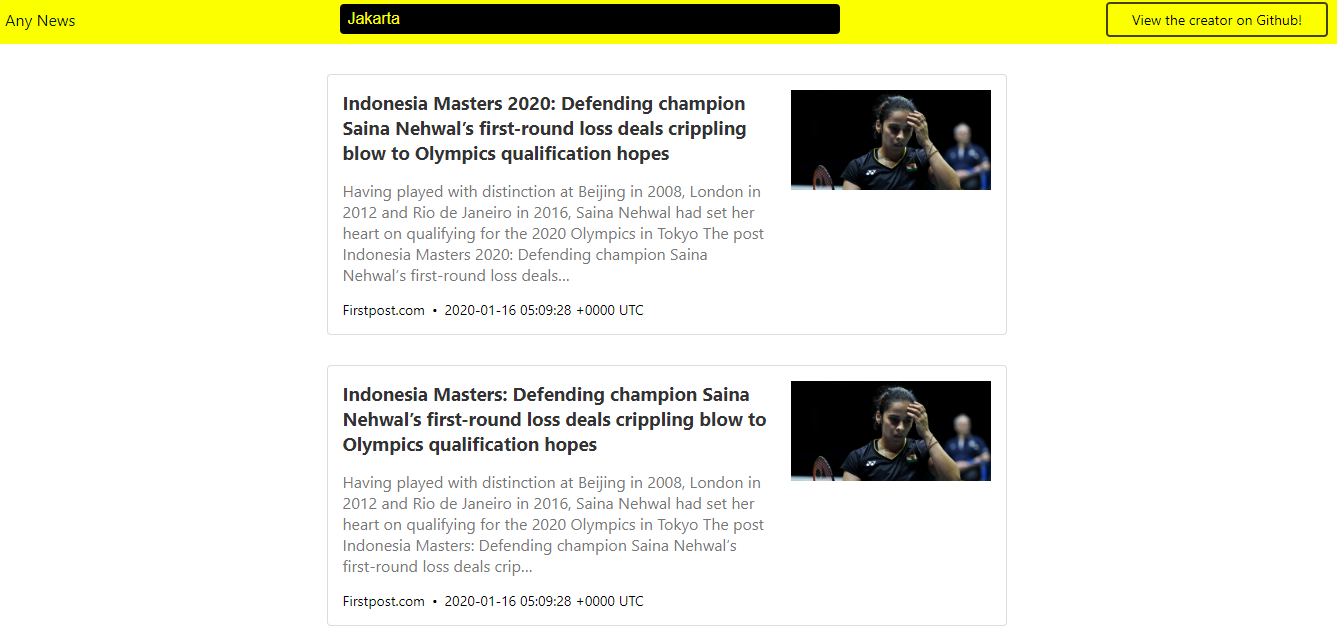 Any News
Jakarta
View the creator on Github!
Indonesia Masters 2020: Defending champion
Saina Nehwal’s first-round loss deals crippling
blow to Olympics qualification hopes
Having played with distinction at Beijing in 2008, London in
2012 and Rio de Janeiro in 2016, Saina Nehwal had set her
heart on qualifying for the 2020 Olympics in Tokyo The post
Indonesia Masters 2020: Defending champion Saina
Nehwal’s first-round loss deals…
Firstpost.com • 2020-01-16 05:09:28 +0000 UTC
Indonesia Masters: Defending champion Saina
Nehwal’s first-round loss deals crippling blow to
Olympics qualification hopes
Having played with distinction at Beijing in 2008, London in
2012 and Rio de Janeiro in 2016, Saina Nehwal had set her
heart on qualifying for the 2020 Olympics in Tokyo The post
Indonesia Masters: Defending champion Saina Nehwal’s
first-round loss deals crip…
Firstpost.com • 2020-01-16 05:09:28 +0000 UTC